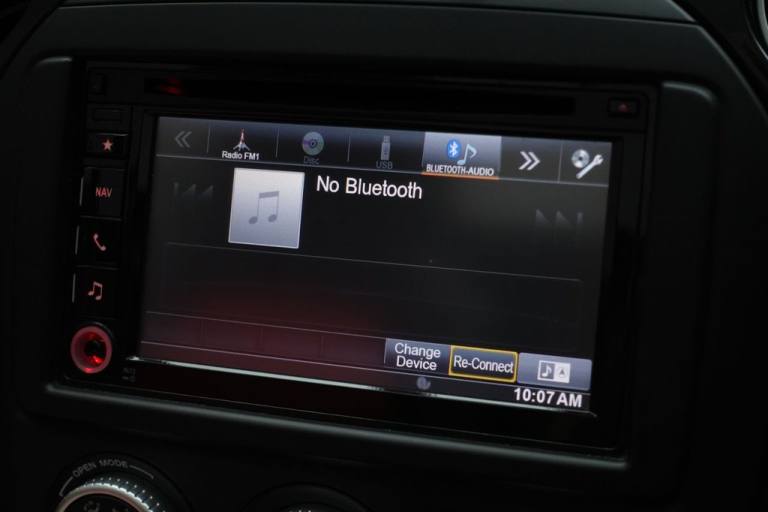 Radio FM1
Disc
USB
BLUETOOTH-AUDIO
NAV
No Bluetooth
Change
Device
Re-Connect
10:07 AM
OPEN MODE